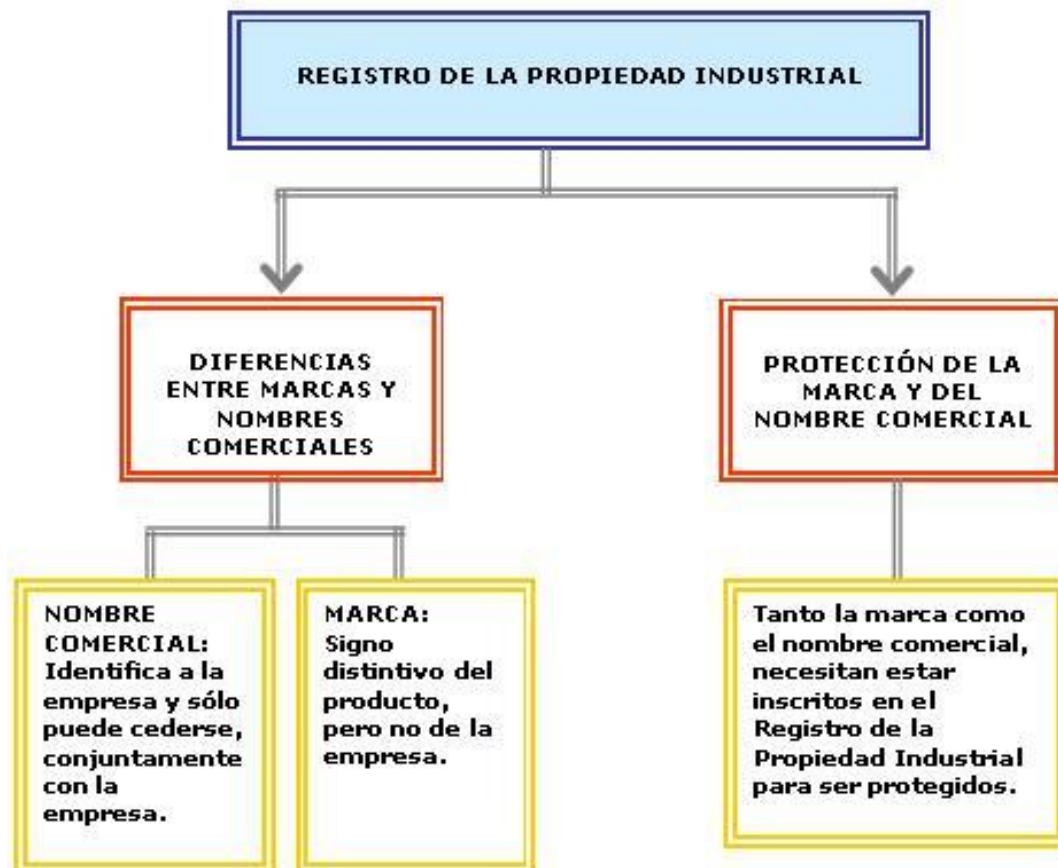 REGISTRO DE LA PROPIEDAD INDUSTRIAL
DIFERENCIAS
ENTRE MARCAS Y
NOMBRES
COMERCIALES
PROTECCIÓN DE LA
MARCA Y DEL
NOMBRE COMERCIAL
NOMBRE
COMERCIAL:
Identifica a la
empresa y sólo
puede cederse,
conjuntamente
con la
empresa.
MARCA:
Signo
distintivo del
producto,
pero no de la
empresa.
Tanto la marca como
el nombre comercial,
necesitan estar
inscritos en el
Registro de la
Propiedad Industrial
para ser protegidos.